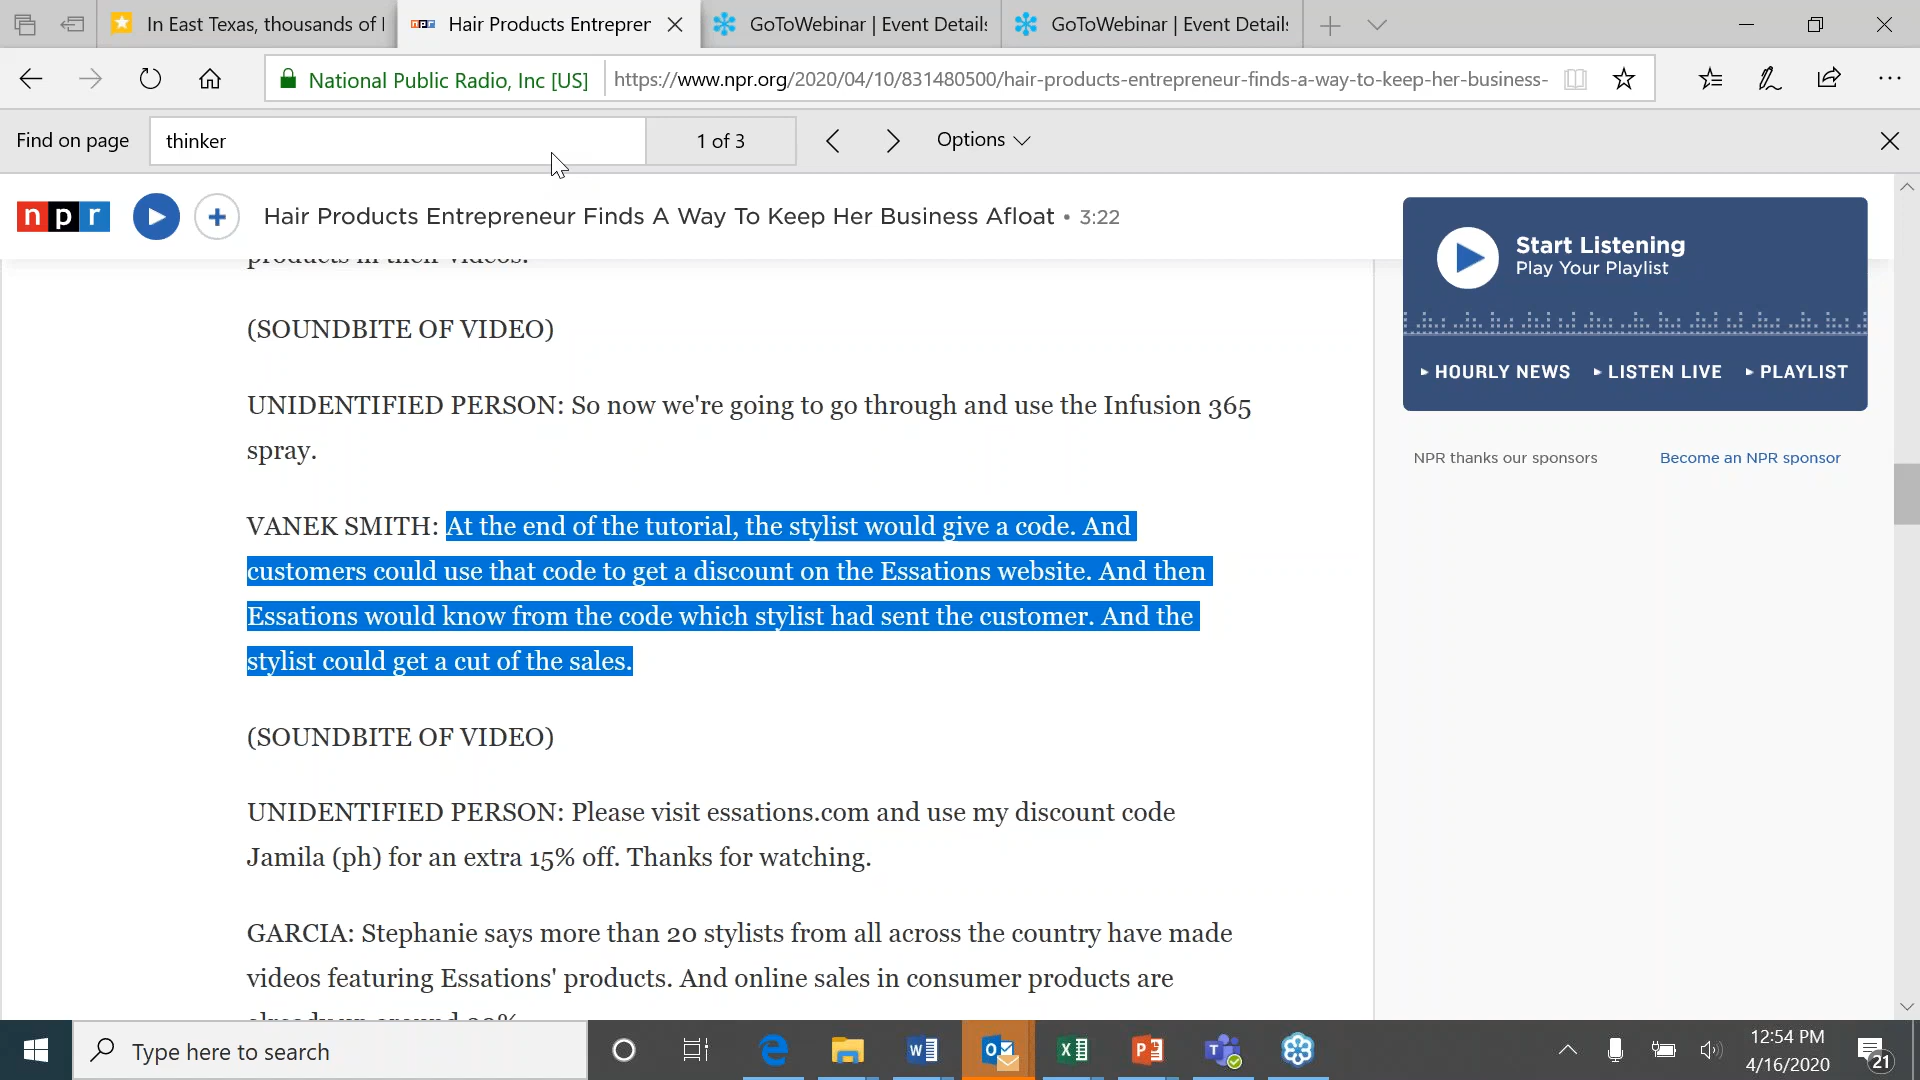 In East Texas, thousands of
Hair Products Entrepren
GoToWebinar | Event Details
GoToWebinar | Event Details
National Public Radio, Inc [US]
https://www.npr.org/2020/04/10/831480500/hair-products-entrepreneur-finds-a-way-to-keep-her-business-
Find on page
thinker
1 of 3
Options
npr
Hair Products Entrepreneur Finds A Way To Keep Her Business Afloat • 3:22
products in their videos.
(SOUNDBITE OF VIDEO)
UNIDENTIFIED PERSON: So now we're going to go through and use the Infusion 365
spray.
VANEK SMITH: At the end of the tutorial, the stylist would give a code. And
customers could use that code to get a discount on the Essations website. And then
Essations would know from the code which stylist had sent the customer. And the
stylist could get a cut of the sales.
(SOUNDBITE OF VIDEO)
UNIDENTIFIED PERSON: Please visit essations.com and use my discount code
Jamila (ph) for an extra 15% off. Thanks for watching.
GARCIA: Stephanie says more than 20 stylists from all across the country have made
videos featuring Essations' products. And online sales in consumer products are
Start Listening
Play Your Playlist
HOURLY NEWS
LISTEN LIVE
PLAYLIST
NPR thanks our sponsors
Become an NPR sponsor
Type here to search
12:54 PM
4/16/2020
21